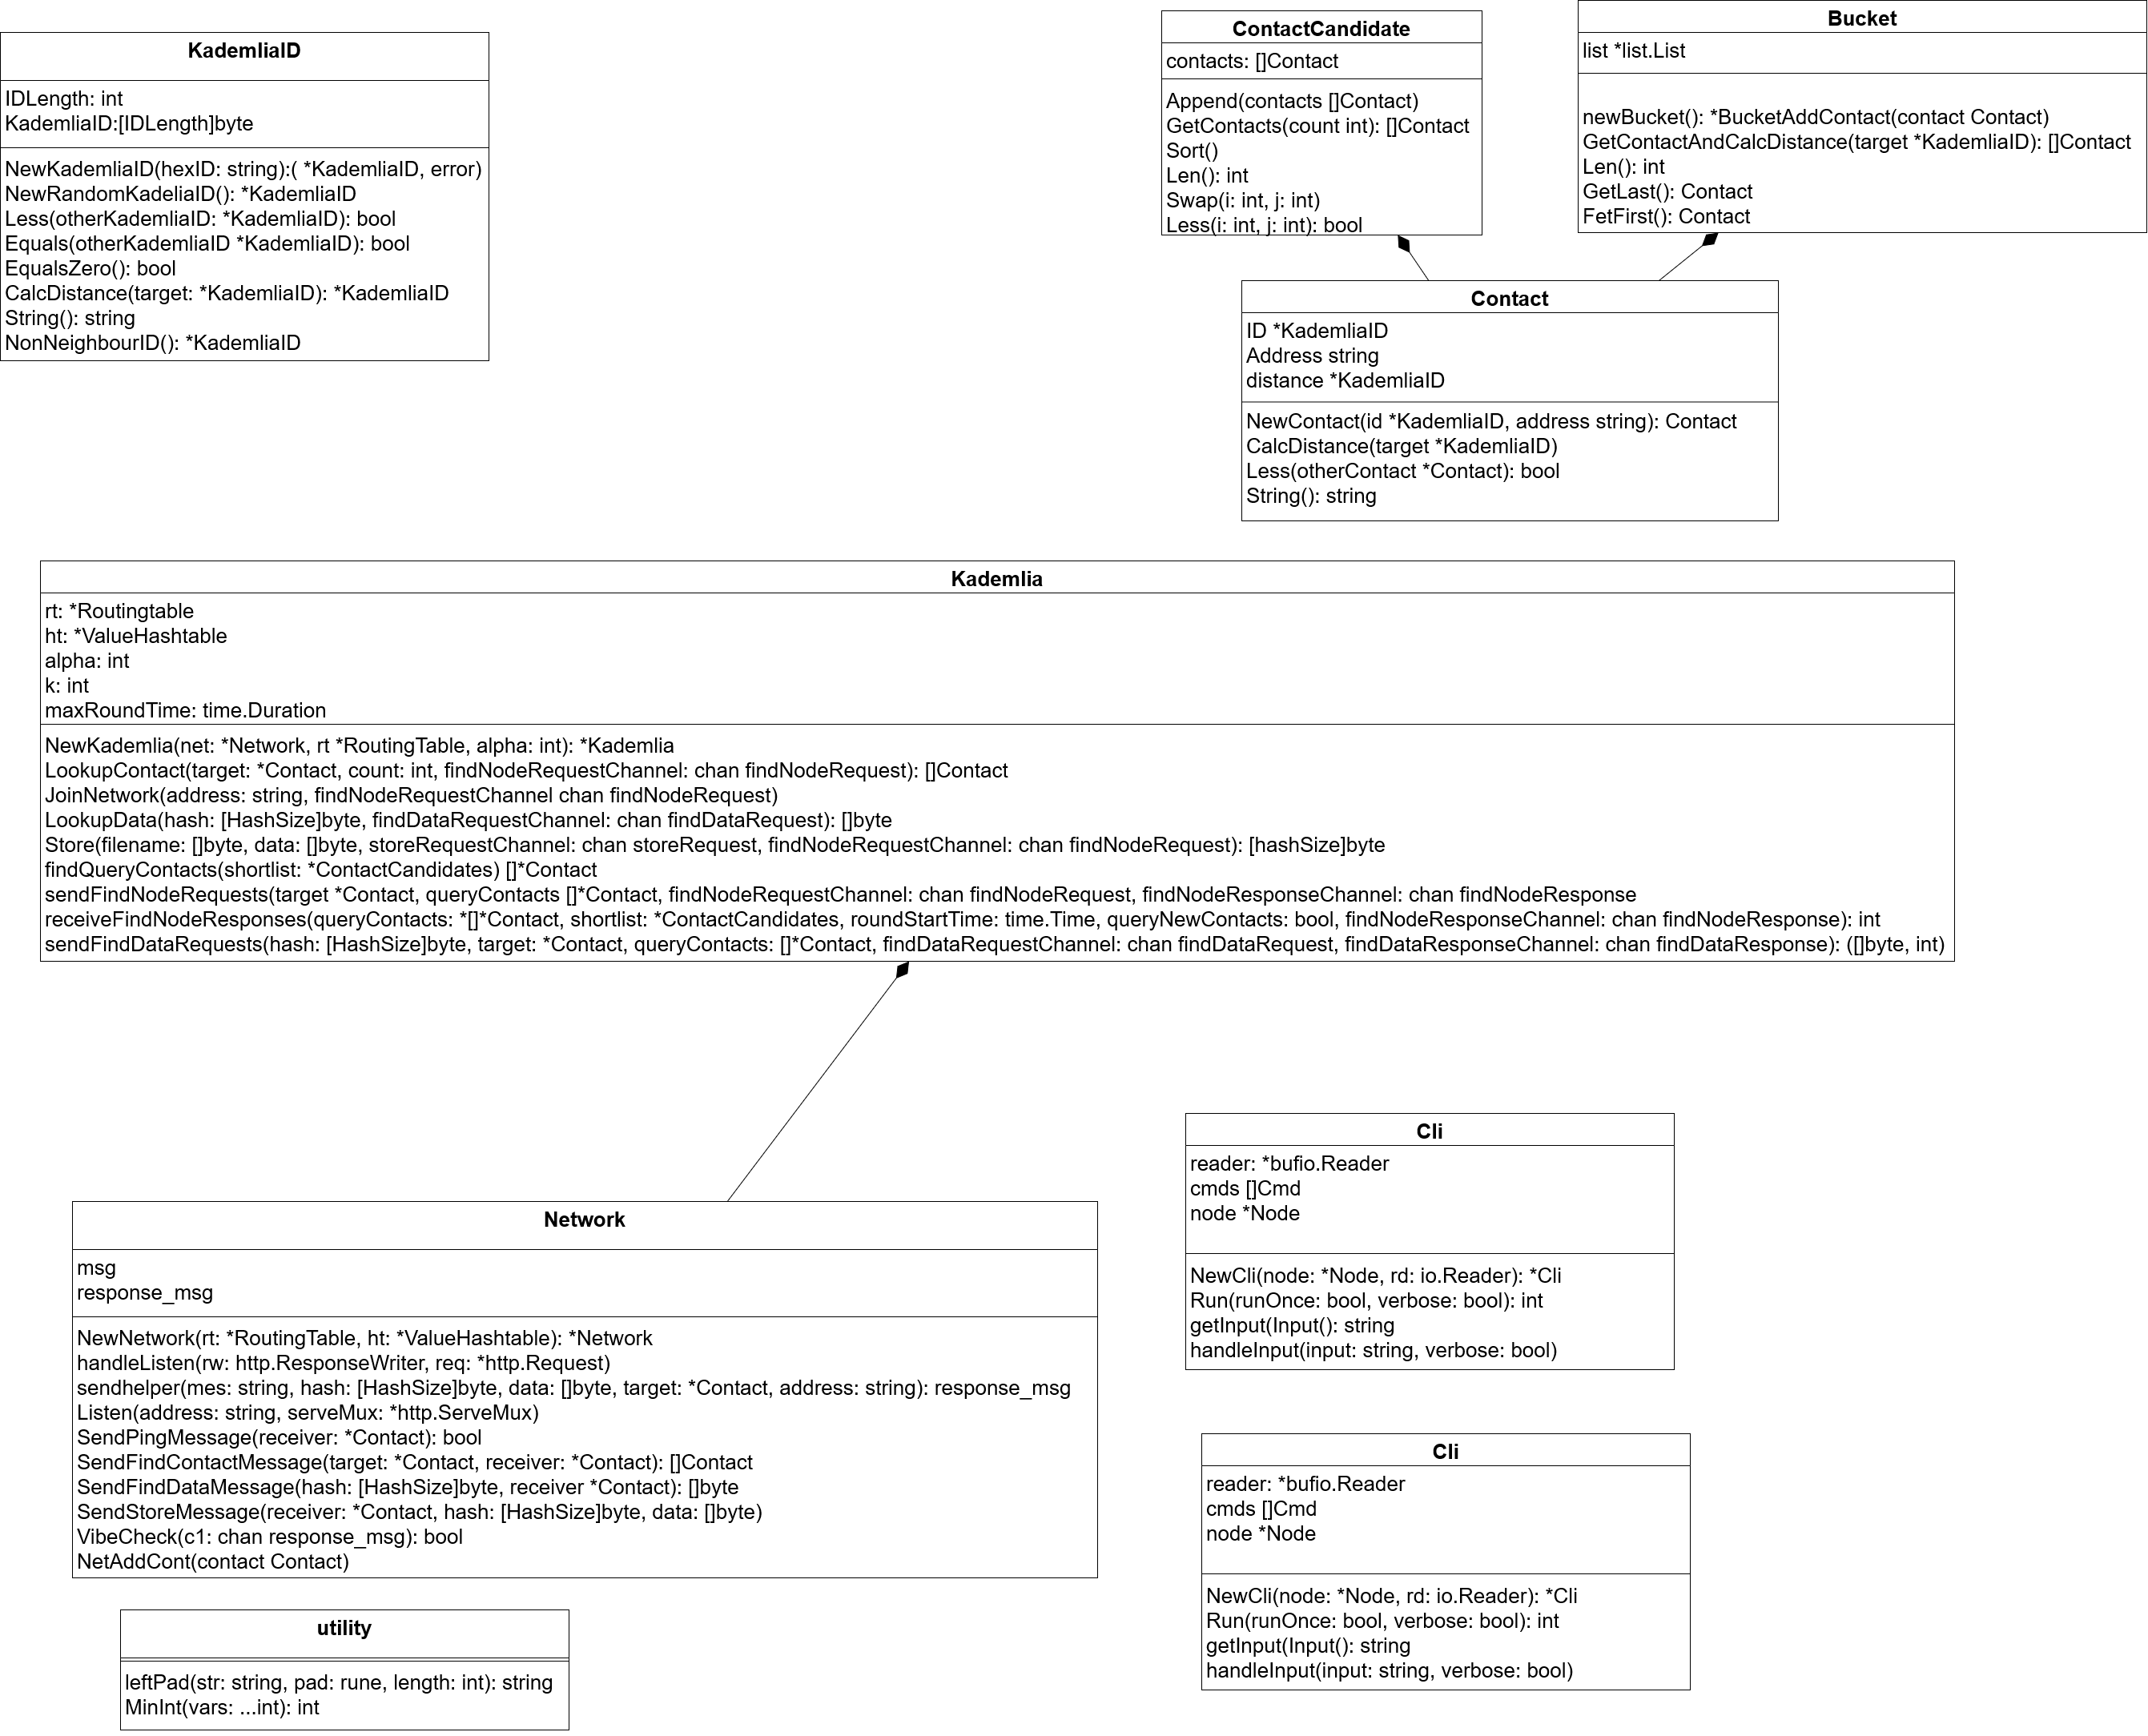 KademliaID
IDLength: int
KademliaID:[IDLength]byte
NewKademliaID(hexID: string):( *KademliaID, error)
NewRandomKadeliaID(): *KademliaID
Less(otherKademliaID: *KademliaID): bool
Equals(otherKademliaID *KademliaID): bool
EqualsZero(): bool
CalcDistance(target: *KademliaID): *KademliaID
String(): string
NonNeighbourID(): *KademliaID
ContactCandidate
contacts: []Contact
Append(contacts []Contact)
GetContacts(count int): []Contact
Sort()
Len(): int
Swap(i: int, j: int)
Less(i: int, j: int): bool
Bucket
list *list.List
newBucket(): *BucketAddContact(contact Contact)
GetContactAndCalcDistance(target *KademliaID): []Contact
Len(): int
GetLast(): Contact
FetFirst(): Contact
Contact
ID *KademliaID
Address string
distance *KademliaID
NewContact(id *KademliaID, address string): Contact
CalcDistance(target *KademliaID)
Less(otherContact *Contact): bool
String(): string
Kademlia
rt: *Routingtable
ht: *ValueHashtable
alpha: int
k: int
maxRoundTime: time.Duration
NewKademlia(net: *Network, rt *RoutingTable, alpha: int): *Kademlia
LookupContact(target: *Contact, count: int, findNodeRequestChannel: chan findNodeRequest): []Contact
JoinNetwork(address: string, findNodeRequestChannel chan findNodeRequest)
LookupData(hash: [HashSize]byte, findDataRequestChannel: chan findDataRequest): []byte
Store(filename: []byte, data: []byte, storeRequestChannel: chan storeRequest, findNodeRequestChannel: chan findNodeRequest): [hashSize]byte
findQueryContacts(shortlist: *ContactCandidates) []*Contact
sendFindNodeRequests(target *Contact, queryContacts []*Contact, findNodeRequestChannel: chan findNodeRequest, findNodeResponseChannel: chan findNodeResponse
receiveFindNodeResponses(queryContacts: *[]*Contact, shortlist: *ContactCandidates, roundStartTime: time.Time, queryNewContacts: bool, findNodeResponseChannel: chan findNodeResponse): int
sendFindDataRequests(hash: [HashSize]byte, target: *Contact, queryContacts: []*Contact, findDataRequestChannel: chan findDataRequest, findDataResponseChannel: chan findDataResponse): ([]byte, int)
Network
msg
response_msg
NewNetwork(rt: *RoutingTable, ht: *ValueHashtable): *Network
handleListen(rw: http.ResponseWriter, req: *http.Request)
sendhelper(mes: string, hash: [HashSize]byte, data: []byte, target: *Contact, address: string): response_msg
Listen(address: string, serveMux: *http.ServeMux)
SendPingMessage(receiver: *Contact): bool
SendFindContactMessage(target: *Contact, receiver: *Contact): []Contact
SendFindDataMessage(hash: [HashSize]byte, receiver *Contact): []byte
SendStoreMessage(receiver: *Contact, hash: [HashSize]byte, data: []byte)
VibeCheck(c1: chan response_msg): bool
NetAddCont(contact Contact)
Cli
reader: *bufio.Reader
cmds []Cmd
node *Node
NewCli(node: *Node, rd: io.Reader): *Cli
Run(runOnce: bool, verbose: bool): int
getInput(Input(): string
handleInput(input: string, verbose: bool)
Cli
reader: *bufio.Reader
cmds []Cmd
node *Node
NewCli(node: *Node, rd: io.Reader): *Cli
Run(runOnce: bool, verbose: bool): int
getInput(Input(): string
handleInput(input: string, verbose: bool)
utility
leftPad(str: string, pad: rune, length: int): string
MinInt(vars: ...int): int